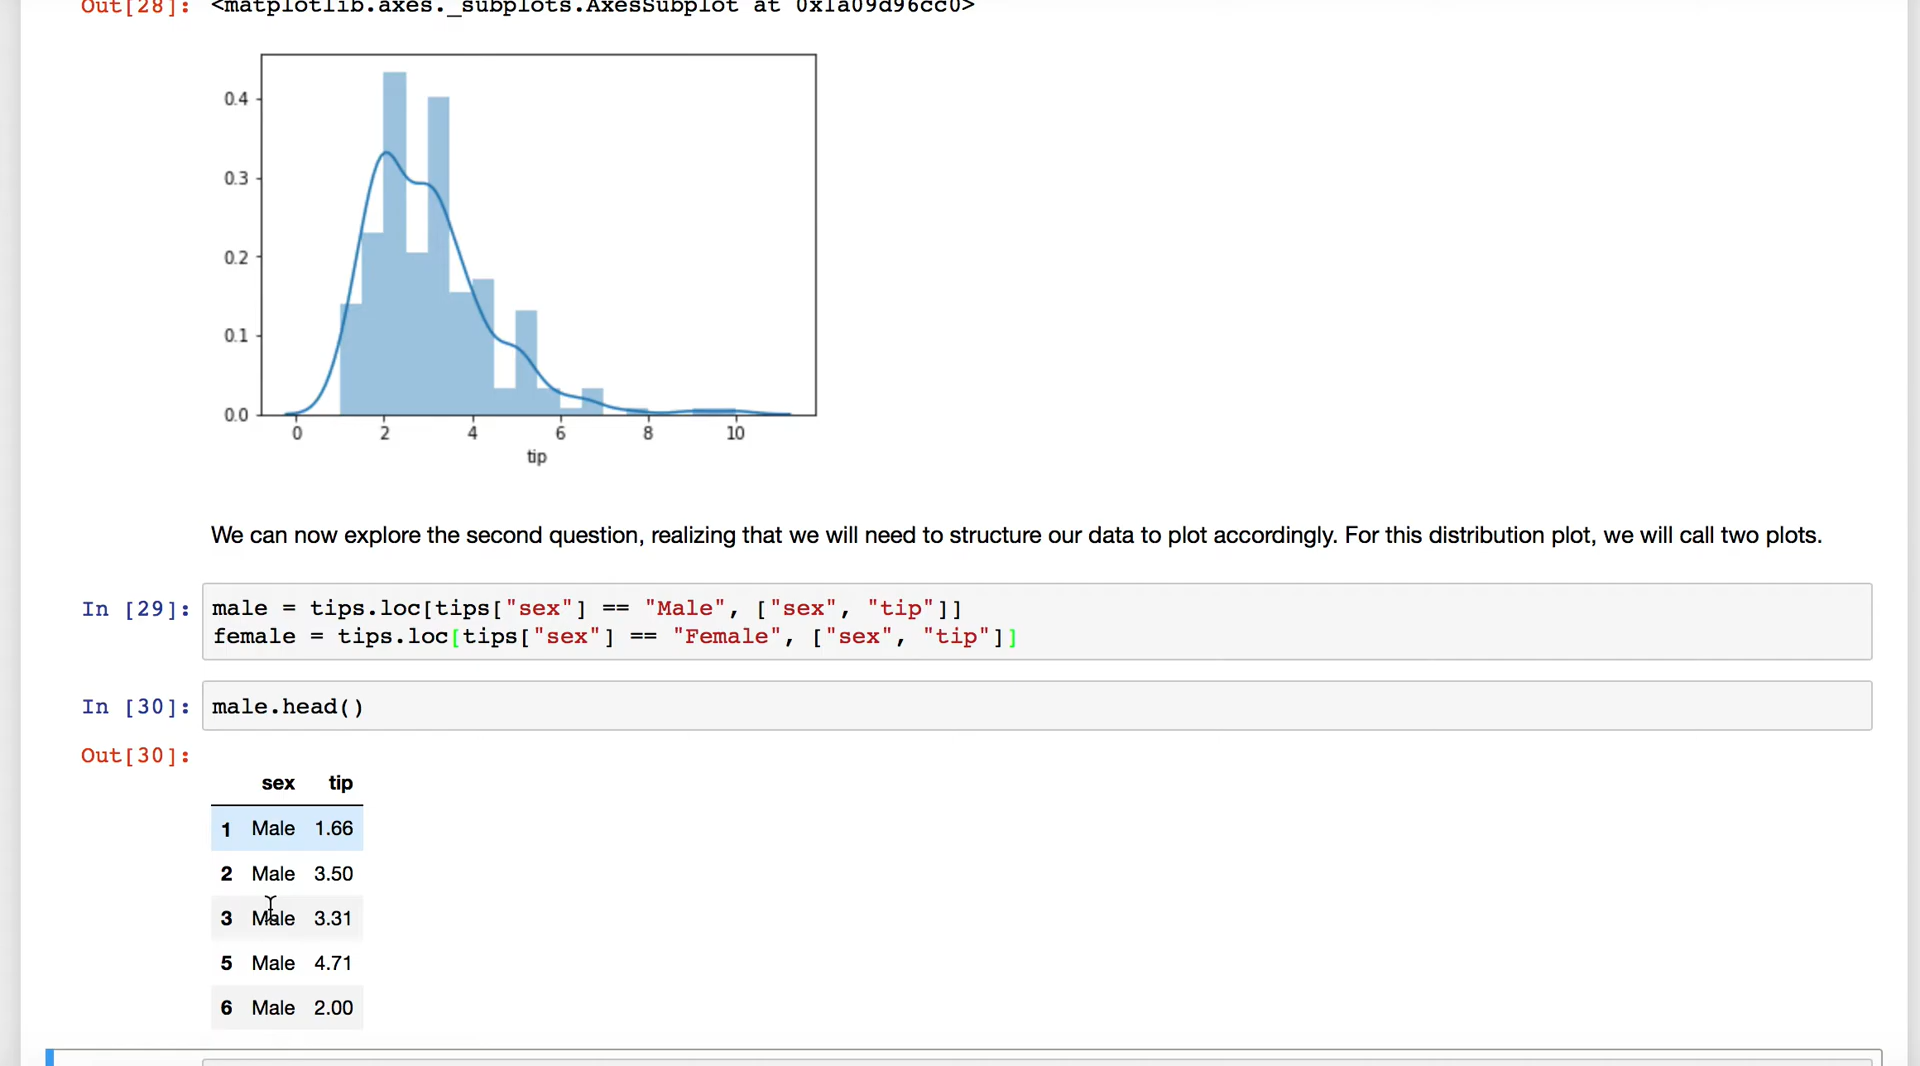 Out[28]: <matplotlib.axes._subplots.AxesSubplot at 0x1a09d96cc0>
0.4
0.3
0.2
0.1
0.0
0 2 4 6 8 10
tip
We can now explore the second question, realizing that we will need to structure our data to plot accordingly. For this distribution plot, we will call two plots.
In [29]: male = tips.loc[tips["sex"] == "Male", ["sex", "tip"]]
female = tips.loc[tips["sex"] == "Female", ["sex", "tip"]]
In [30]: male.head()
Out[30]:
sex tip
1 Male 1.66
2 Male 3.50
3 Male 3.31
5 Male 4.71
6 Male 2.00